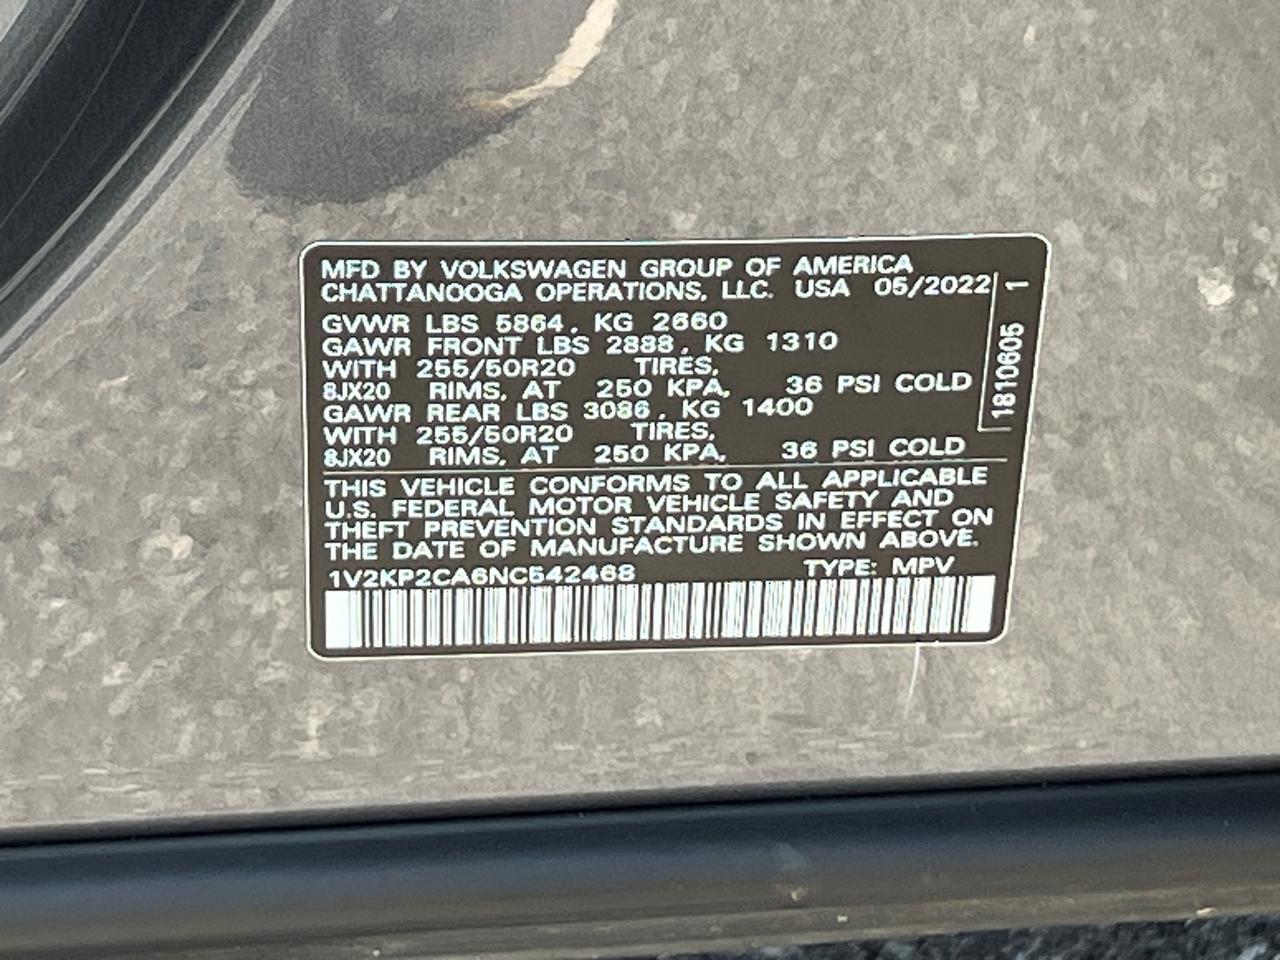 MFD BY VOLKSWAGEN GROUP OF AMERICA
CHATTANOOGA OPERATIONS, LLC. USA 05/2022
GVWR LBS 5864, KG 2660
GAWR FRONT LBS 2888, KG 1310
WITH 255/50R20 TIRES,
8JX20 RIMS, AT 250 KPA, 36 PSI COLD
GAWR REAR LBS 3086, KG 1400
WITH 255/50R20 TIRES,
8JX20 RIMS, AT 250 KPA, 36 PSI COLD
THIS VEHICLE CONFORMS TO ALL APPLICABLE
U.S. FEDERAL MOTOR VEHICLE SAFETY AND
THEFT PREVENTION STANDARDS IN EFFECT ON
THE DATE OF MANUFACTURE SHOWN ABOVE.
1V2KP2CA6NC542468 TYPE: MPV
1810605 1